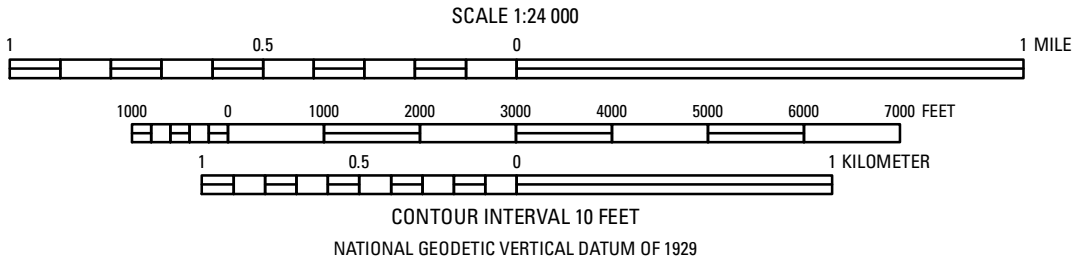 SCALE 1:24 000
1 0.5 0 1 MILE
1000 0 1000 2000 3000 4000 5000 6000 7000 FEET
1 0.5 0 1 KILOMETER
CONTOUR INTERVAL 10 FEET
NATIONAL GEODETIC VERTICAL DATUM OF 1929